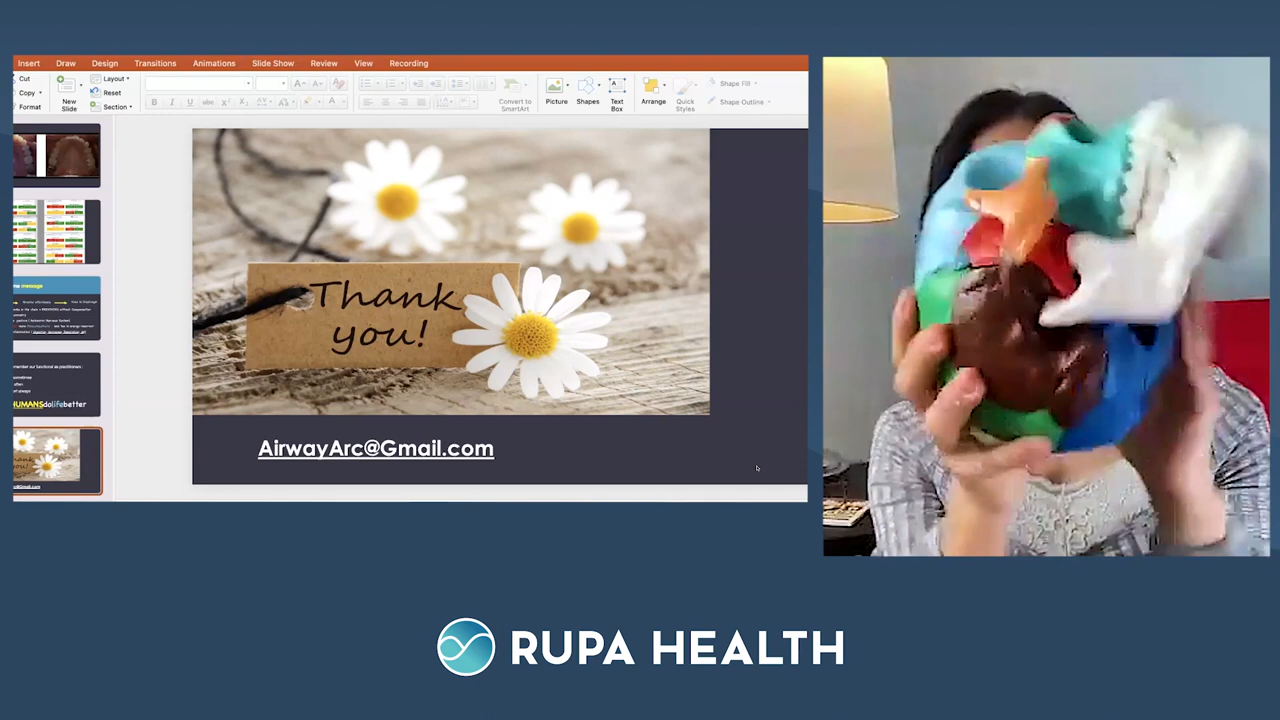 Insert Draw Design Transitions Animations Slide Show Review View Recording
Cut
Copy
Format
New
Slide
Layout
Reset
Section
Convert to
SmartArt
Picture
Shapes
Text
Box
Arrange
Quick
Styles
Shape Fill
Shape Outline
message
HUMANSdolifebetter
Thank
you!
AirwayArc@Gmail.com
RUPA HEALTH